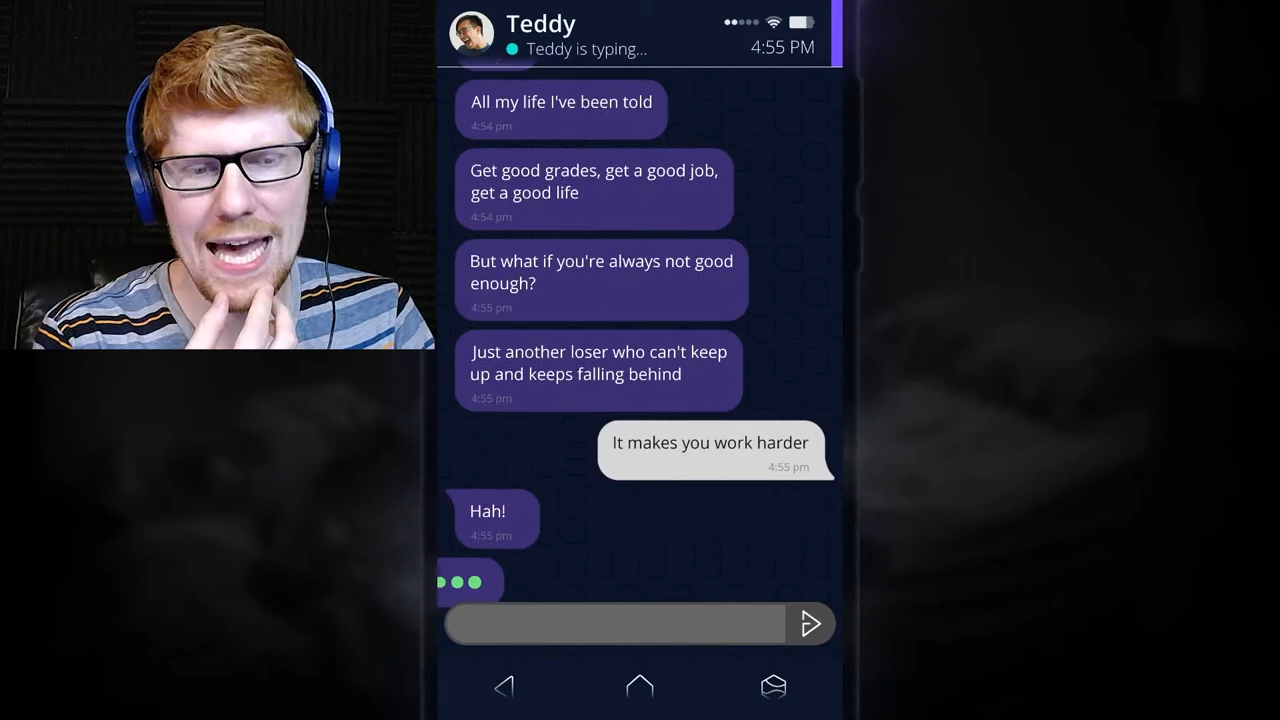 Teddy
Teddy is typing...
4:55 PM
All my life I've been told
4:54 pm
Get good grades, get a good job,
get a good life
4:54 pm
But what if you're always not good
enough?
4:55 pm
Just another loser who can't keep
up and keeps falling behind
4:55 pm
It makes you work harder
4:55 pm
Hah!
4:55 pm